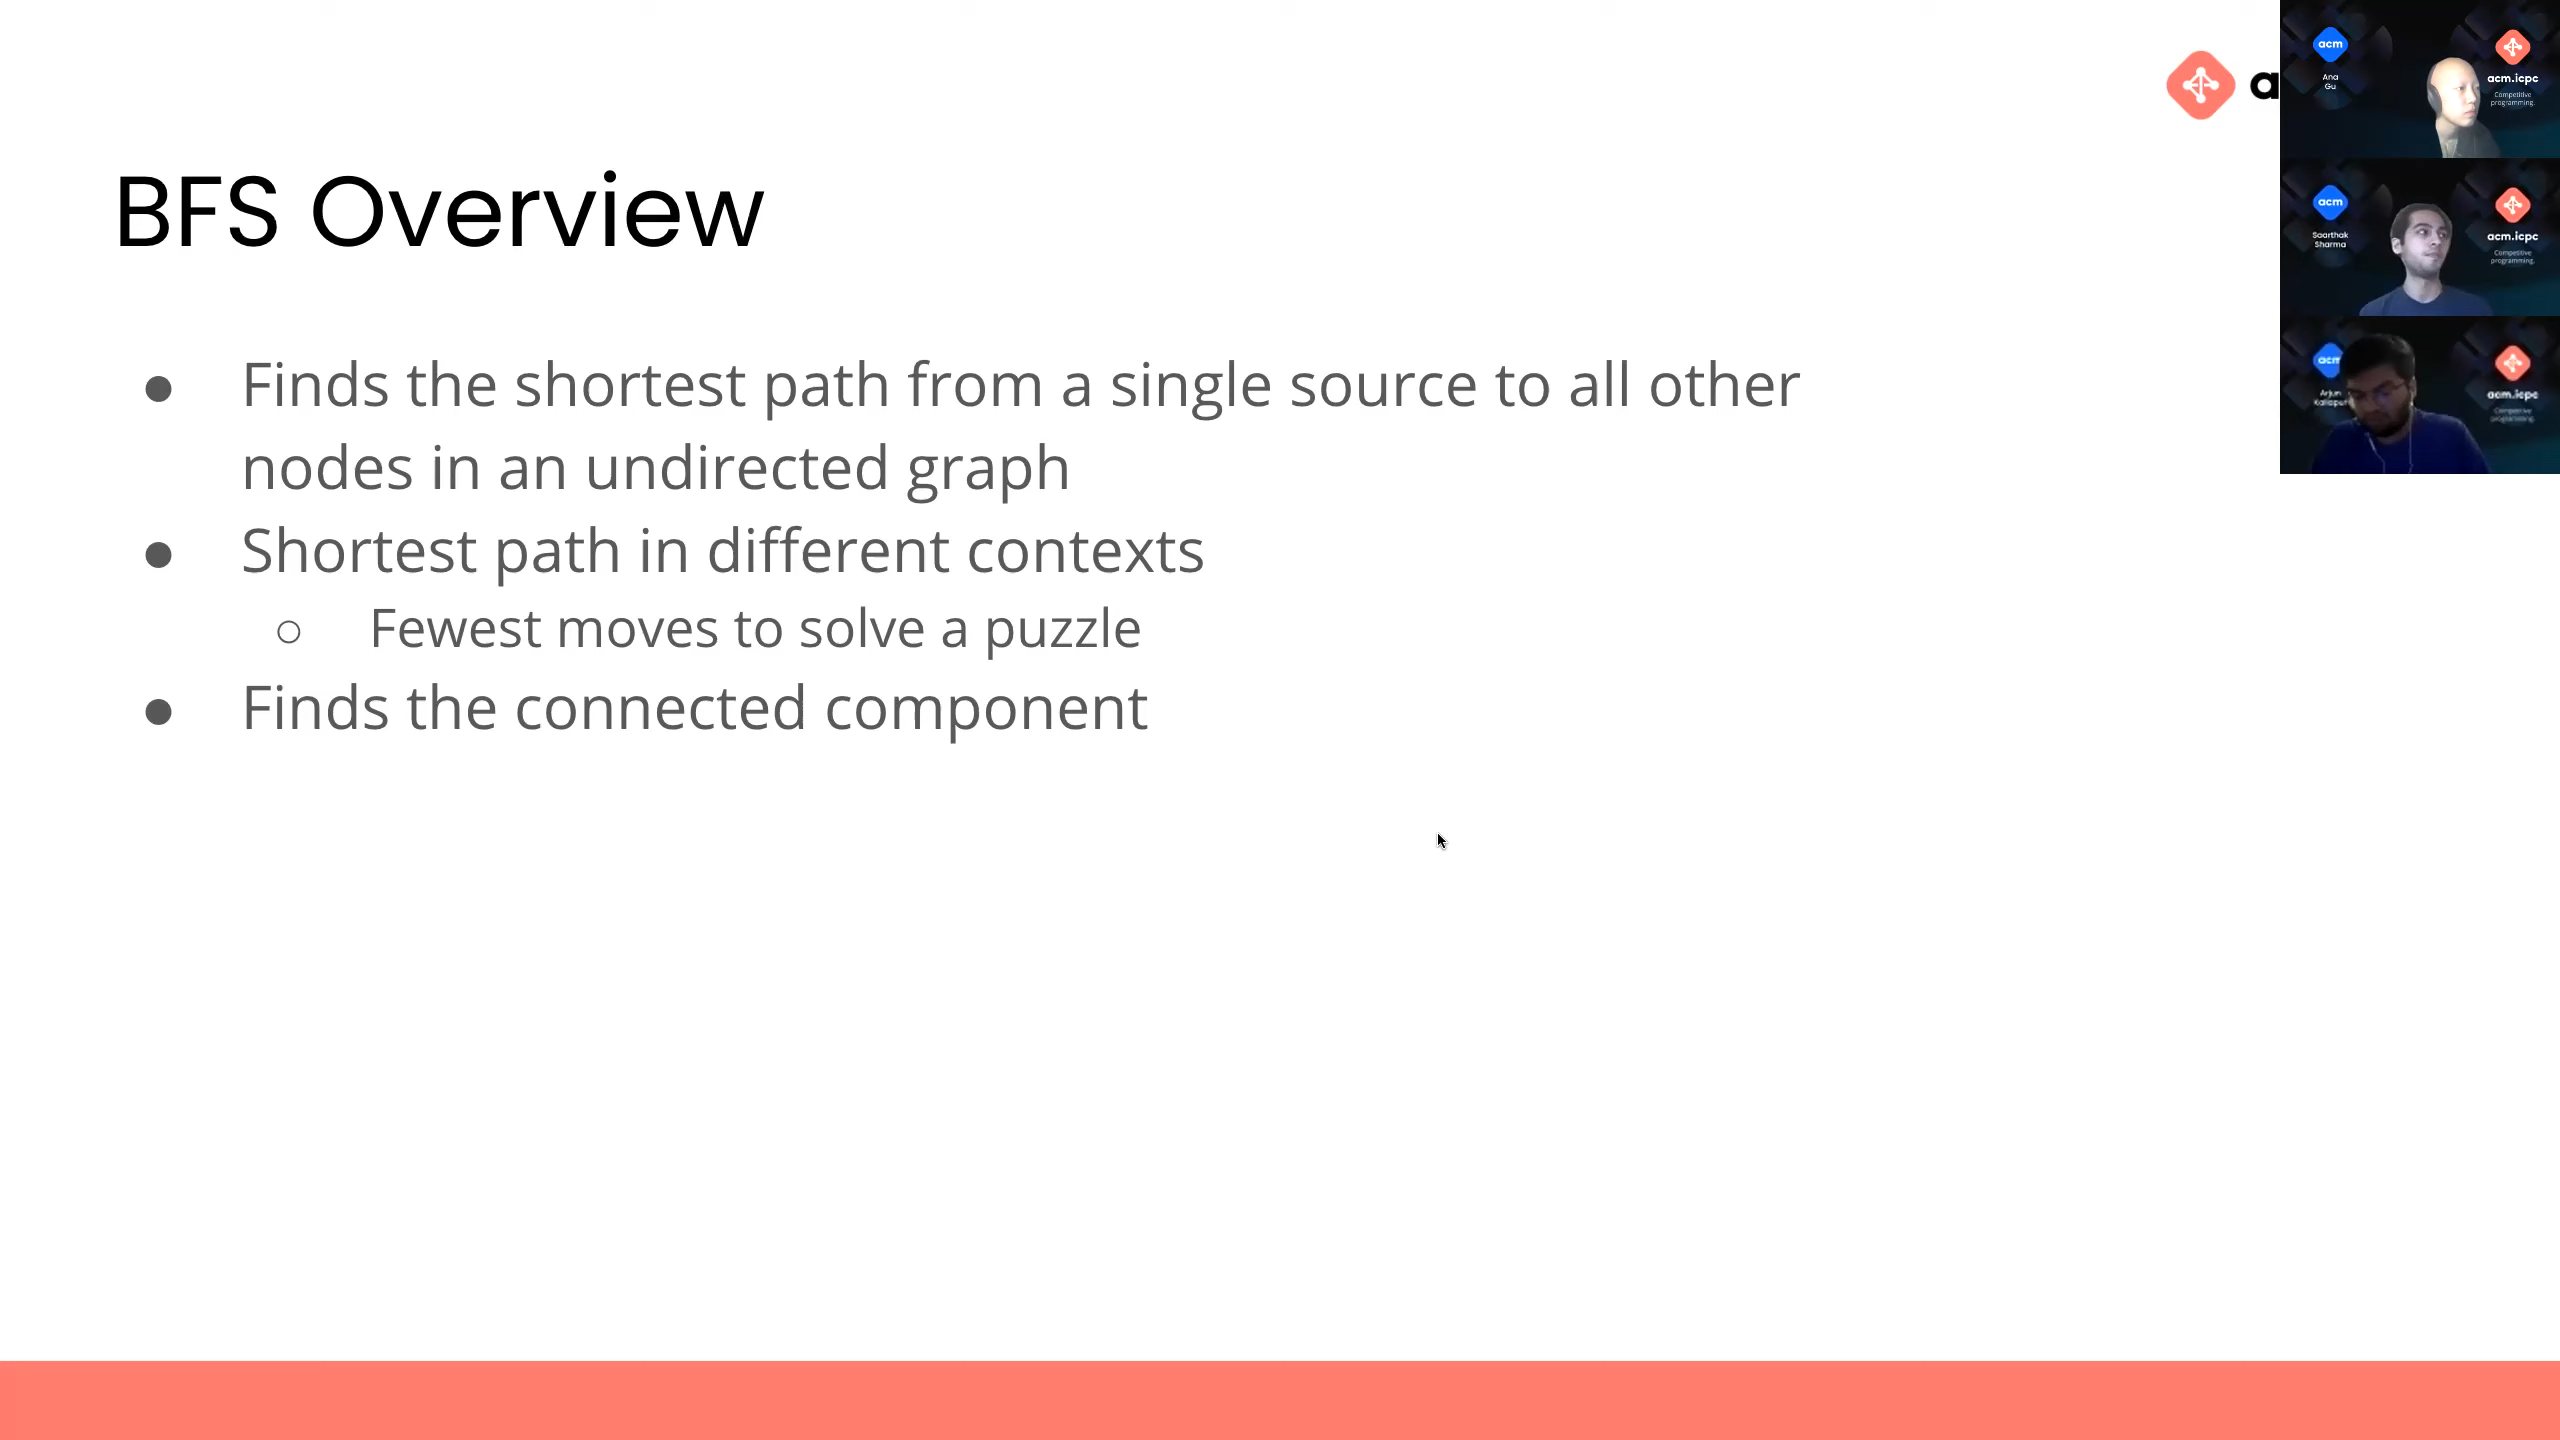 BFS Overview
● Finds the shortest path from a single source to all other
nodes in an undirected graph
● Shortest path in different contexts
○ Fewest moves to solve a puzzle
● Finds the connected component
a
acm
Ana
Gu
acm.icpc
Competitive
programming.
acm
Saarthak
Sharma
acm.icpc
Competitive
programming.
Arjun
acm.icpc
Competitive
programming.